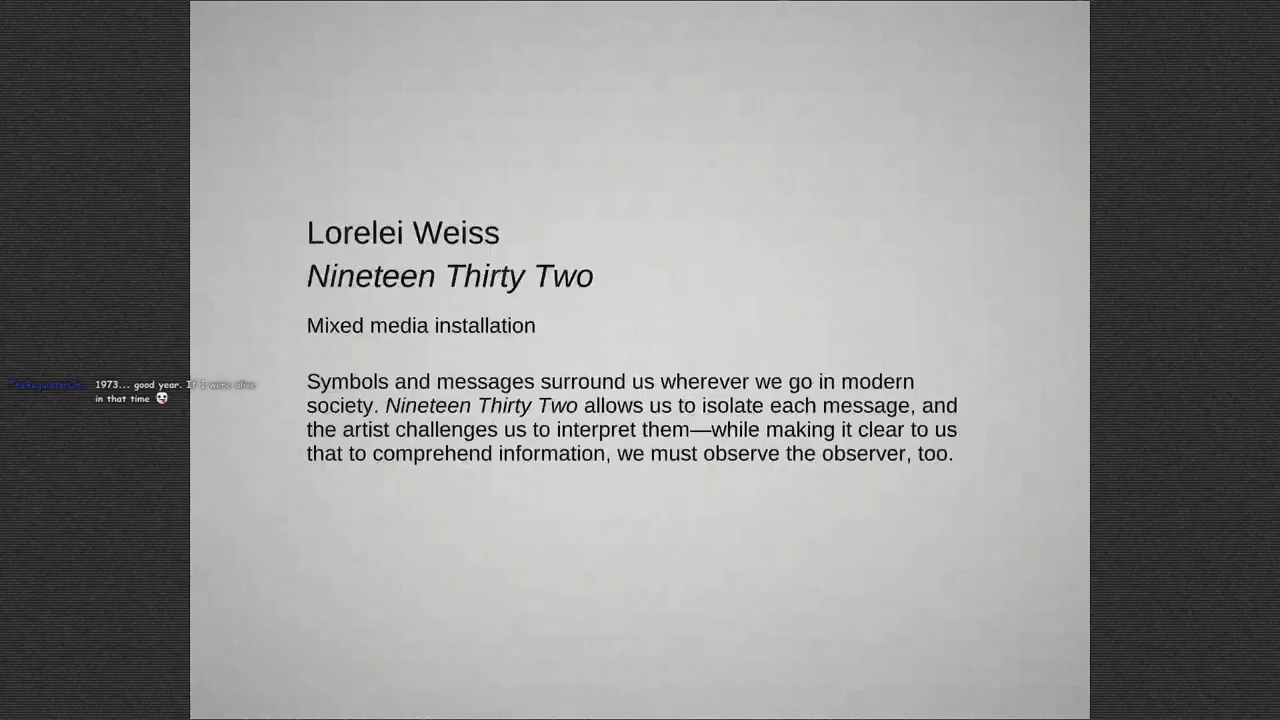 Lorelei Weiss
Nineteen Thirty Two
Mixed media installation
Symbols and messages surround us wherever we go in modern
society. Nineteen Thirty Two allows us to isolate each message, and
the artist challenges us to interpret them—while making it clear to us
that to comprehend information, we must observe the observer, too.
1973... good year. If I were alive
in that time